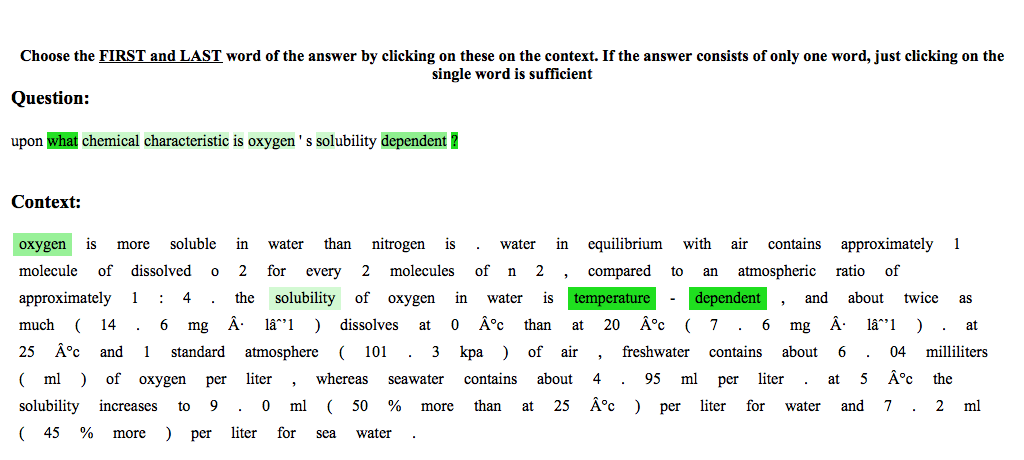 Choose the FIRST and LAST word of the answer by clicking on these on the context. If the answer consists of only one word, just clicking on the
single word is sufficient
Question:
upon what chemical characteristic is oxygen ' s solubility dependent ?
Context:
oxygen is more soluble in water than nitrogen is . water in equilibrium with air contains approximately 1
molecule of dissolved o 2 for every 2 molecules of n 2 , compared to an atmospheric ratio of
approximately 1 : 4 . the solubility of oxygen in water is temperature - dependent , and about twice as
much ( 14 . 6 mg Â· lâˆ'1 ) dissolves at 0 Â°c than at 20 Â°c ( 7 . 6 mg Â· lâˆ'1 ) . at
25 Â°c and 1 standard atmosphere ( 101 . 3 kpa ) of air , freshwater contains about 6 . 04 milliliters
( ml ) of oxygen per liter , whereas seawater contains about 4 . 95 ml per liter . at 5 Â°c the
solubility increases to 9 . 0 ml ( 50 % more than at 25 Â°c ) per liter for water and 7 . 2 ml
( 45 % more ) per liter for sea water .